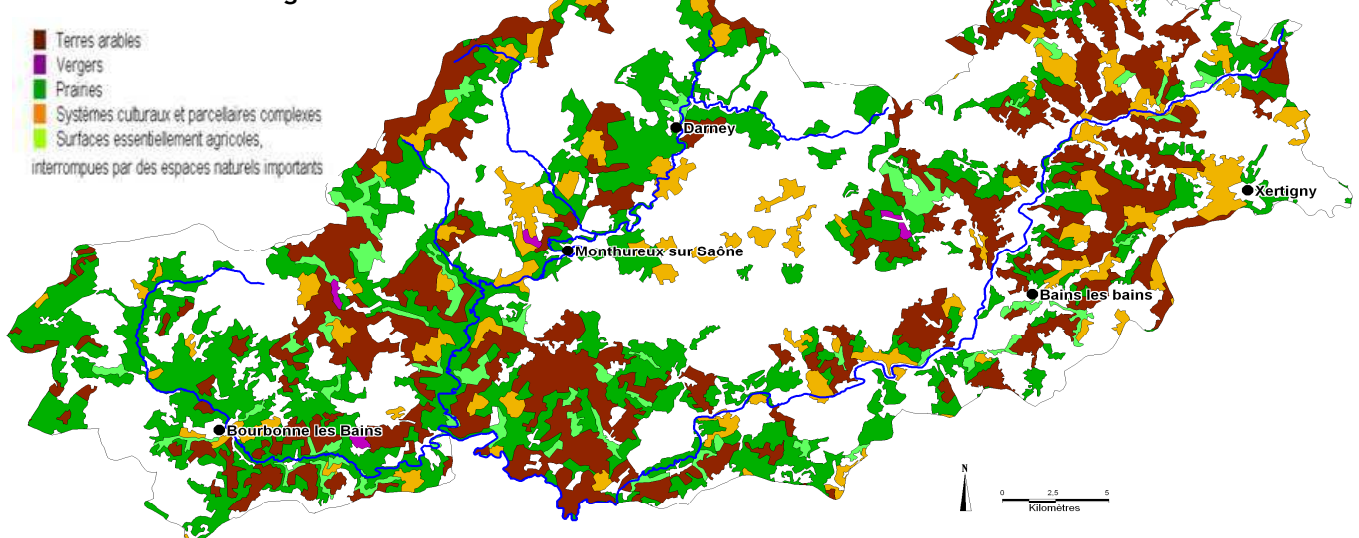 Terres arables
Vergers
Prairies
Systèmes culturaux et parcellaires complexes
Surfaces essentiellement agricoles,
interrompues par des espaces naturels importants
Darney
Xertigny
Monthureux sur Saône
Bains les bains
Bourbonne les Bains
N
0 2,5 5
Kilomètres